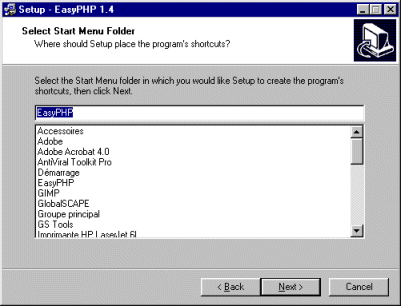 Setup - EasyPHP 1.4
Select Start Menu Folder
Where should Setup place the program's shortcuts?
Select the Start Menu folder in which you would like Setup to create the program's
shortcuts, then click Next.
EasyPHP
Accessoires
Adobe
Adobe Acrobat 4.0
AntiViral Toolkit Pro
Démarrage
EasyPHP
GIMP
GlobalSCAPE
Groupe principal
GS Tools
Imprimante HP LaserJet 6L
< Back
Next >
Cancel